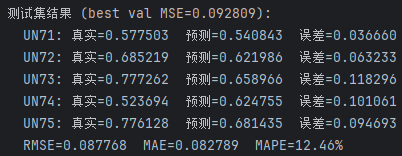 测试集结果 (best val MSE=0.092809):
UN71: 真实=0.577503 预测=0.540843 误差=0.036660
UN72: 真实=0.685219 预测=0.621986 误差=0.063233
UN73: 真实=0.777262 预测=0.658966 误差=0.118296
UN74: 真实=0.523694 预测=0.624755 误差=0.101061
UN75: 真实=0.776128 预测=0.681435 误差=0.094693
RMSE=0.087768 MAE=0.082789 MAPE=12.46%